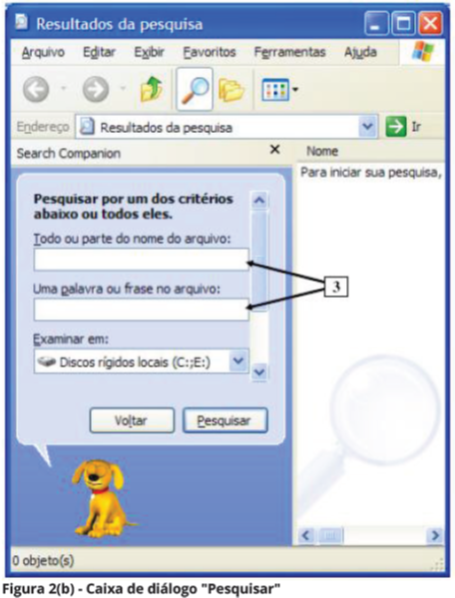 Resultados da pesquisa
Arquivo Editar Exibir Favoritos Ferramentas Ajuda
Endereço Resultados da pesquisa Ir
Search Companion
Nome
Para iniciar sua pesquisa,
Pesquisar por um dos critérios
abaixo ou todos eles.
Todo ou parte do nome do arquivo:
3
Uma palavra ou frase no arquivo:
Examinar em:
Discos rígidos locais (C:;E:)
Voltar Pesquisar
0 objeto(s)
Figura 2(b) - Caixa de diálogo "Pesquisar"